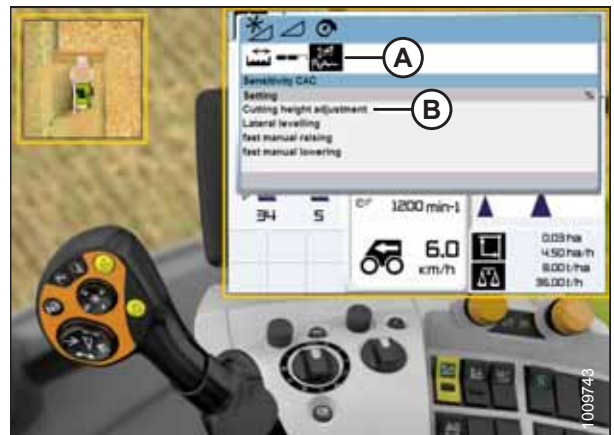 A
Sensitivity CAC
Setting %
Cutting height adjustment
B
Lateral levelling
fast manual raising
fast manual lowering
34 5
1200 min-1
6.0
km/h
0.03 ha
4.50 ha/h
8.00 t/ha
36.00 t/h
1009743